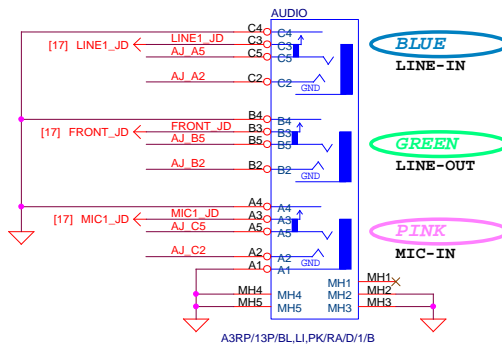 AUDIO
C4 C4
[17] LINE1_JD LINE1_JD C3 C3
AJ_A5 C5 C5
AJ_A2 C2 C2
GND
BLUE
LINE-IN
B4 B4
[17] FRONT_JD FRONT_JD B3 B3
AJ_B5 B5 B5
AJ_B2 B2 B2
GND
GREEN
LINE-OUT
A4 A4
[17] MIC1_JD MIC1_JD A3 A3
AJ_C5 A5 A5
AJ_C2 A2 A2
GND
A1 A1
PINK
MIC-IN
MH1 MH1
MH4 MH4 MH2 MH2
MH5 MH5 MH3 MH3
A3RP/13P/BL,LI,PK/RA/D/1/B